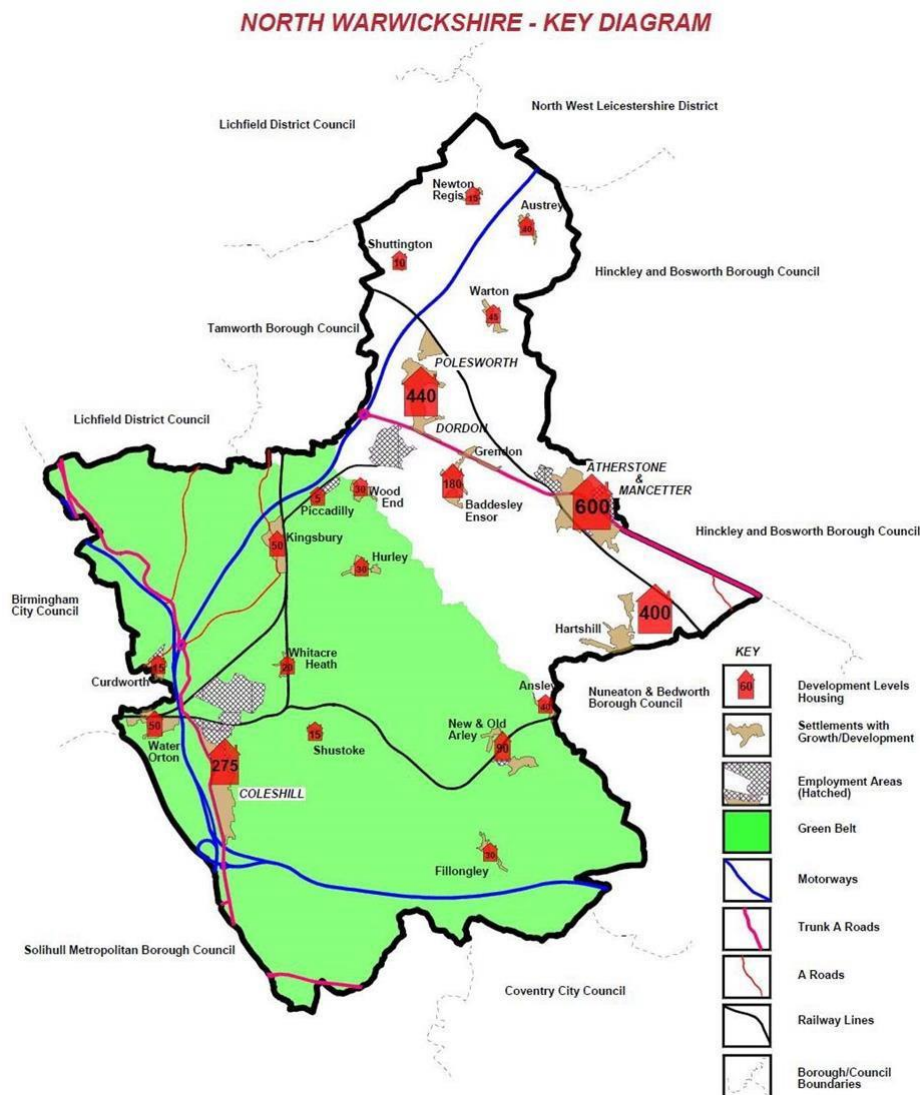 NORTH WARWICKSHIRE - KEY DIAGRAM
North West Leicestershire District
Lichfield District Council
Newton
Regis
15
Austrey
40
Shuttington
10
Hinckley and Bosworth Borough Council
Warton
45
Tamworth Borough Council
POLESWORTH
440
Lichfield District Council
DORDON
Grendon
ATHERSTONE
&
MANCETTER
180
Wood
End
30
Piccadilly
5
Baddesley
Ensor
600
Kingsbury
50
Hinckley and Bosworth Borough Council
Hurley
30
Birmingham
City Council
400
Hartshill
Whitacre
Heath
20
Curdworth
15
Ansley
40
Nuneaton & Bedworth
Borough Council
Water
Orton
50
Shustoke
15
New & Old
Arley
90
275
COLESHILL
Fillongley
30
Solihull Metropolitan Borough Council
Coventry City Council
KEY
60
Development Levels
Housing
Settlements with
Growth/Development
Employment Areas
(Hatched)
Green Belt
Motorways
Trunk A Roads
A Roads
Railway Lines
Borough/Council
Boundaries